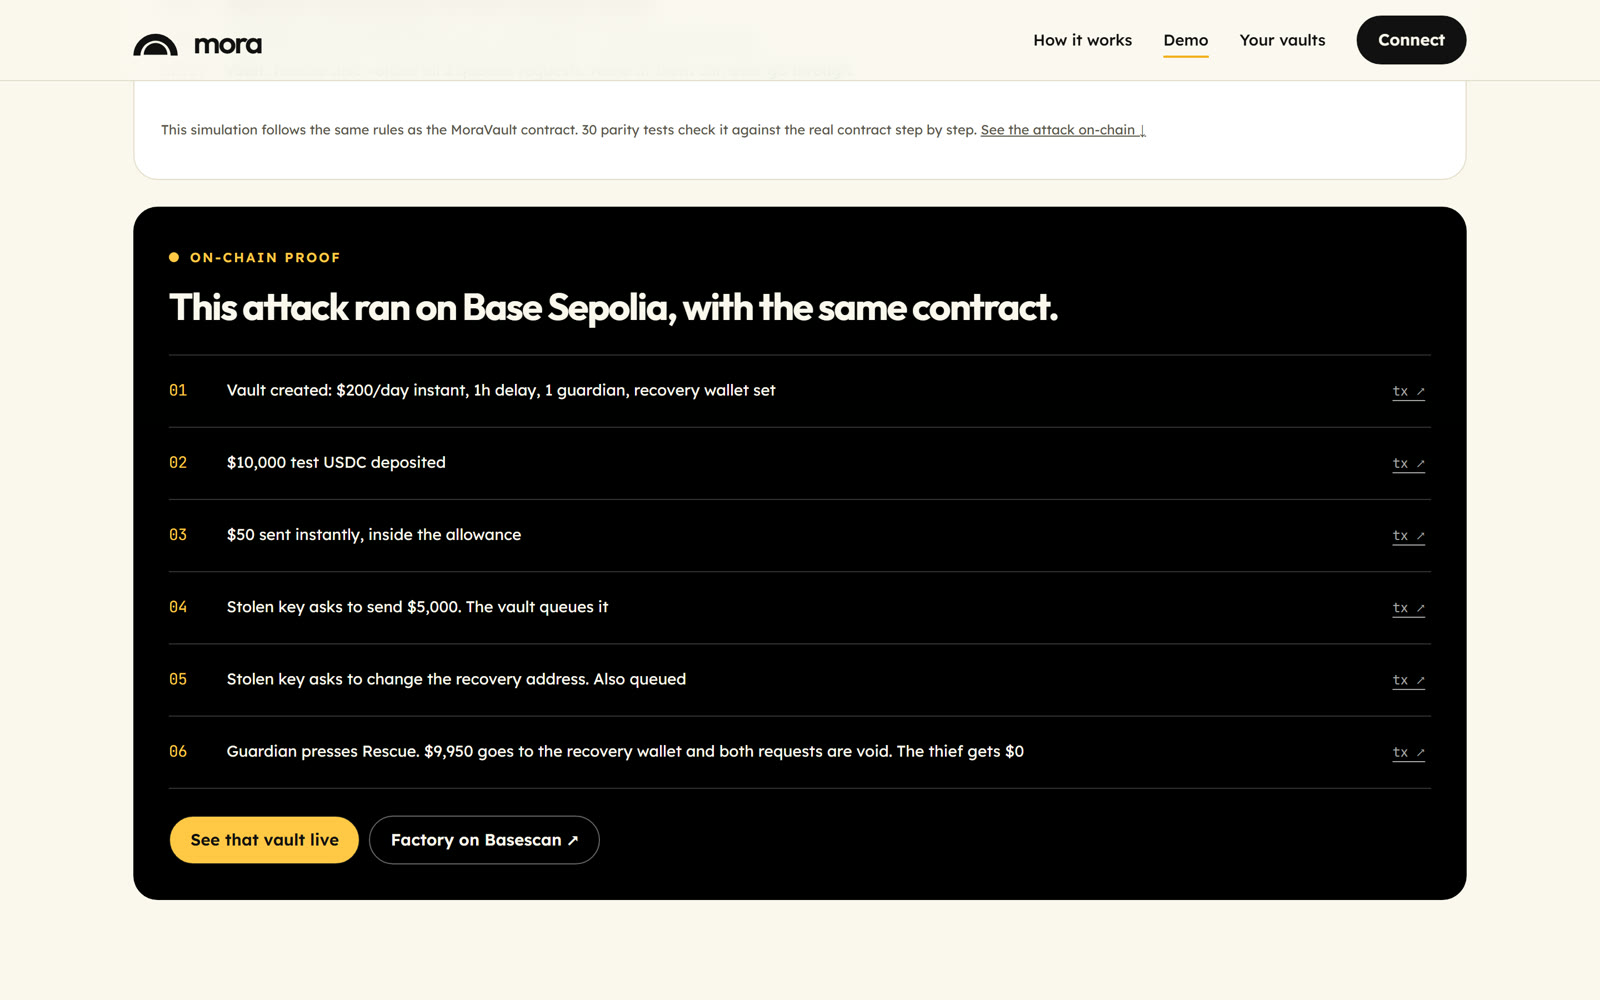 mora
How it works
Demo
Your vaults
Connect
This simulation follows the same rules as the MoraVault contract. 30 parity tests check it against the real contract step by step. See the attack on-chain ↓
ON-CHAIN PROOF
This attack ran on Base Sepolia, with the same contract.
01 Vault created: $200/day instant, 1h delay, 1 guardian, recovery wallet set tx ↗
02 $10,000 test USDC deposited tx ↗
03 $50 sent instantly, inside the allowance tx ↗
04 Stolen key asks to send $5,000. The vault queues it tx ↗
05 Stolen key asks to change the recovery address. Also queued tx ↗
06 Guardian presses Rescue. $9,950 goes to the recovery wallet and both requests are void. The thief gets $0 tx ↗
See that vault live
Factory on Basescan ↗